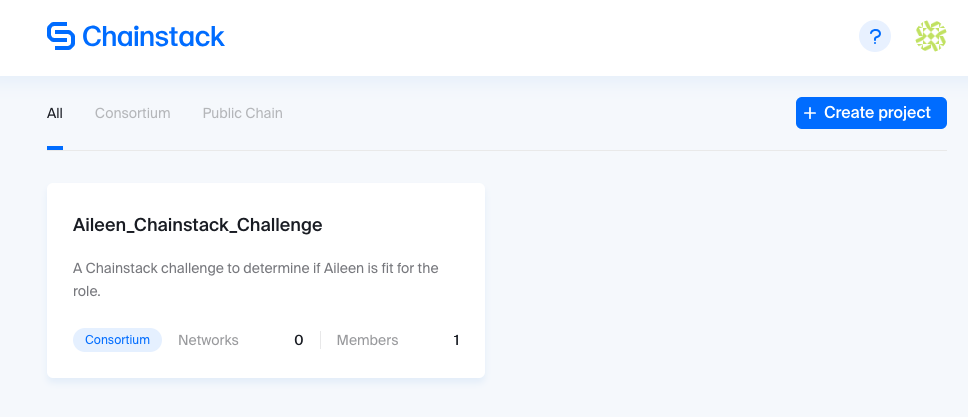 Chainstack
?
All
Consortium
Public Chain
+ Create project
Aileen_Chainstack_Challenge
A Chainstack challenge to determine if Aileen is fit for the
role.
Consortium
Networks
0
Members
1